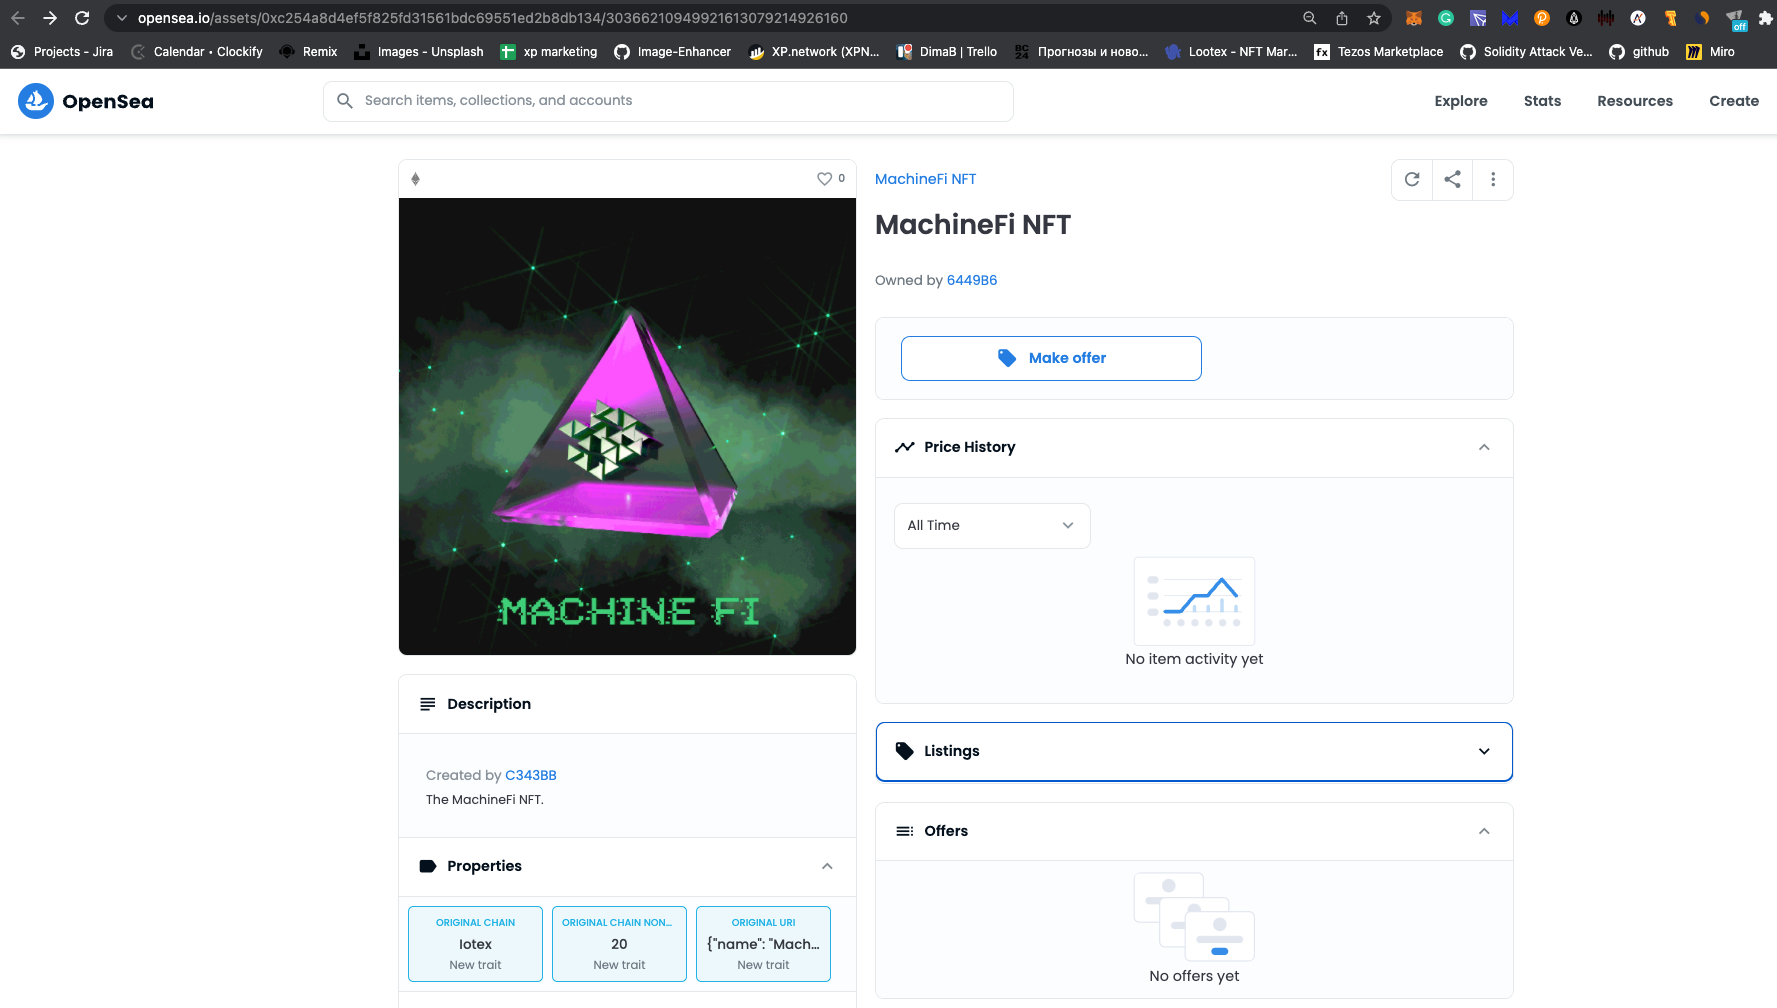 opensea.io/assets/0xc254a8d4ef5f825fd31561bdc69551ed2b8db134/30366210949921613079214926160
off
Projects - Jira
Calendar • Clockify
Remix
Images - Unsplash
xp marketing
Image-Enhancer
XP.network (XPN...
DimaB | Trello
BC 24
Прогнозы и ново...
Lootex - NFT Mar...
fx
Tezos Marketplace
Solidity Attack Ve...
github
Miro
OpenSea
Search items, collections, and accounts
Explore
Stats
Resources
Create
0
MACHINE FI
MachineFi NFT
MachineFi NFT
Owned by 6449B6
Make offer
Price History
All Time
No item activity yet
Description
Created by C343BB
The MachineFi NFT.
Listings
Offers
No offers yet
Properties
ORIGINAL CHAIN
Iotex
New trait
ORIGINAL CHAIN NON...
20
New trait
ORIGINAL URI
{"name": "Mach...
New trait